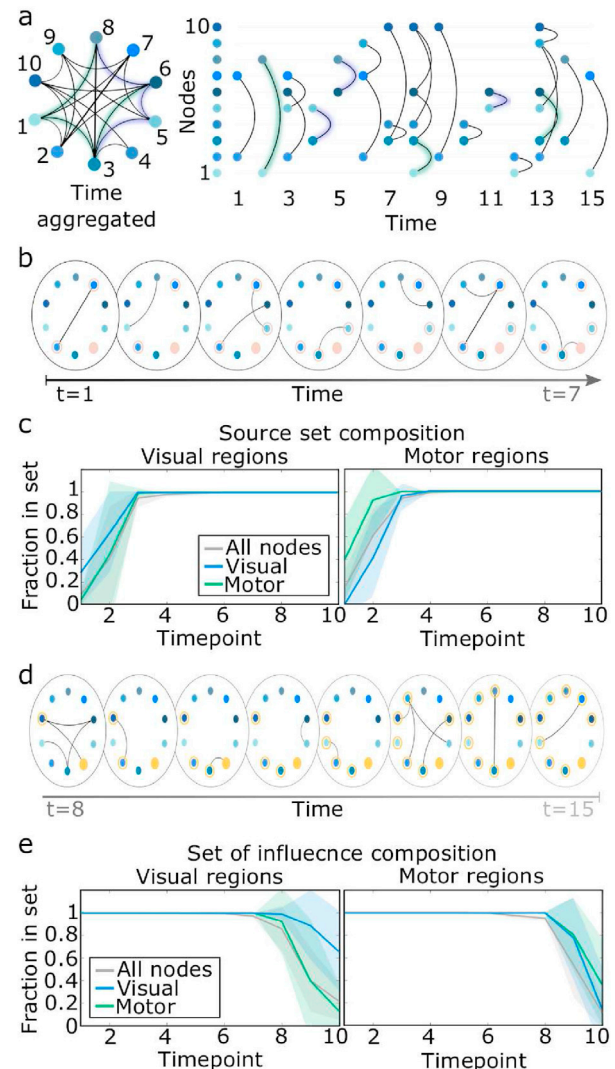 a
8
9
7
10
6
1
5
2
3
4
Time
aggregated
Nodes
10
1
1 3 5 7 9 11 13 15
Time
b
t=1 Time t=7
c
Source set composition
Visual regions Motor regions
Fraction in set
1
0.8
0.6
0.4
0.2
0
All nodes
Visual
Motor
2 4 6 8 10 2 4 6 8 10
Timepoint Timepoint
d
t=8 Time t=15
e
Set of influecnce composition
Visual regions Motor regions
Fraction in set
1
0.8
0.6
0.4
0.2
0
All nodes
Visual
Motor
2 4 6 8 10 2 4 6 8 10
Timepoint Timepoint